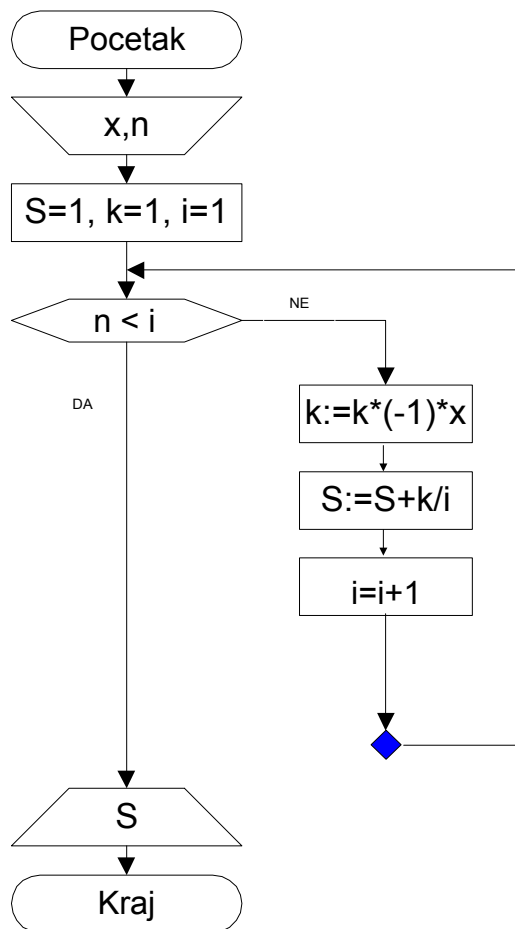 Pocetak
x,n
S=1, k=1, i=1
n < i
NE
DA
k:=k*(-1)*x
S:=S+k/i
i=i+1
S
Kraj